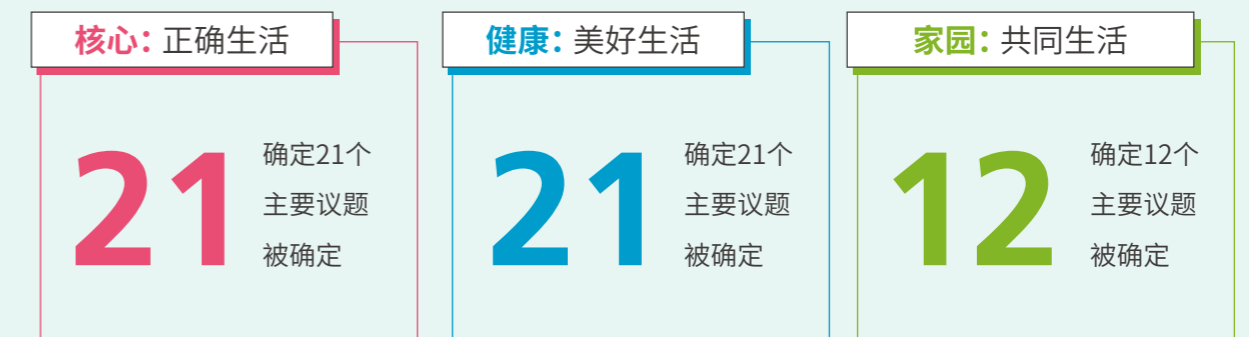 核心：正确生活
21
确定21个
主要议题
被确定
健康：美好生活
21
确定21个
主要议题
被确定
家园：共同生活
12
确定12个
主要议题
被确定